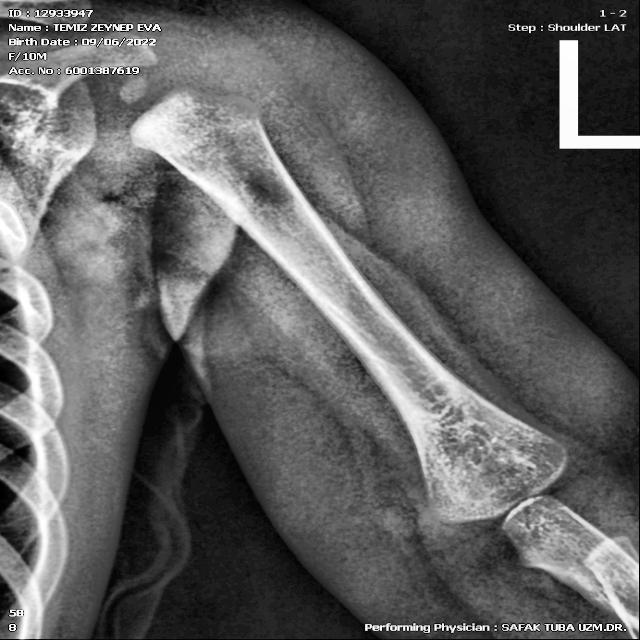 ID : 12933947
Name : TEMIZ ZEYNEP EVA
Birth Date : 09/06/2022
F/10M
Acc. No : 6001387619
1 - 2
Step : Shoulder LAT
L
58
8
Performing Physician : SAFAK TUBA UZM.DR.